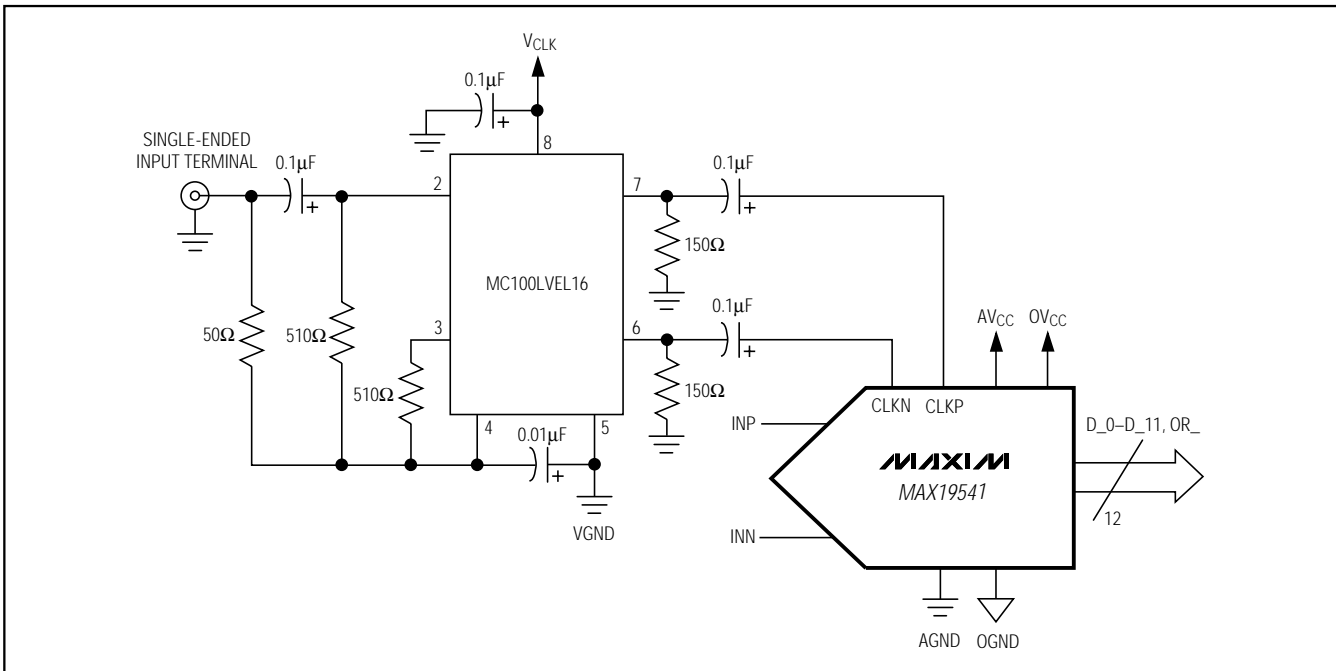 VCLK
0.1µF
8
SINGLE-ENDED
INPUT TERMINAL
0.1µF
2
7
0.1µF
150Ω
MC100LVEL16
50Ω
510Ω
3
6
0.1µF
510Ω
150Ω
4
0.01µF
5
VGND
AVCC
OVCC
CLKN
CLKP
INP
D_0–D_11, OR_
MAXIM
MAX19541
12
INN
AGND
OGND
+
+
+
+
+